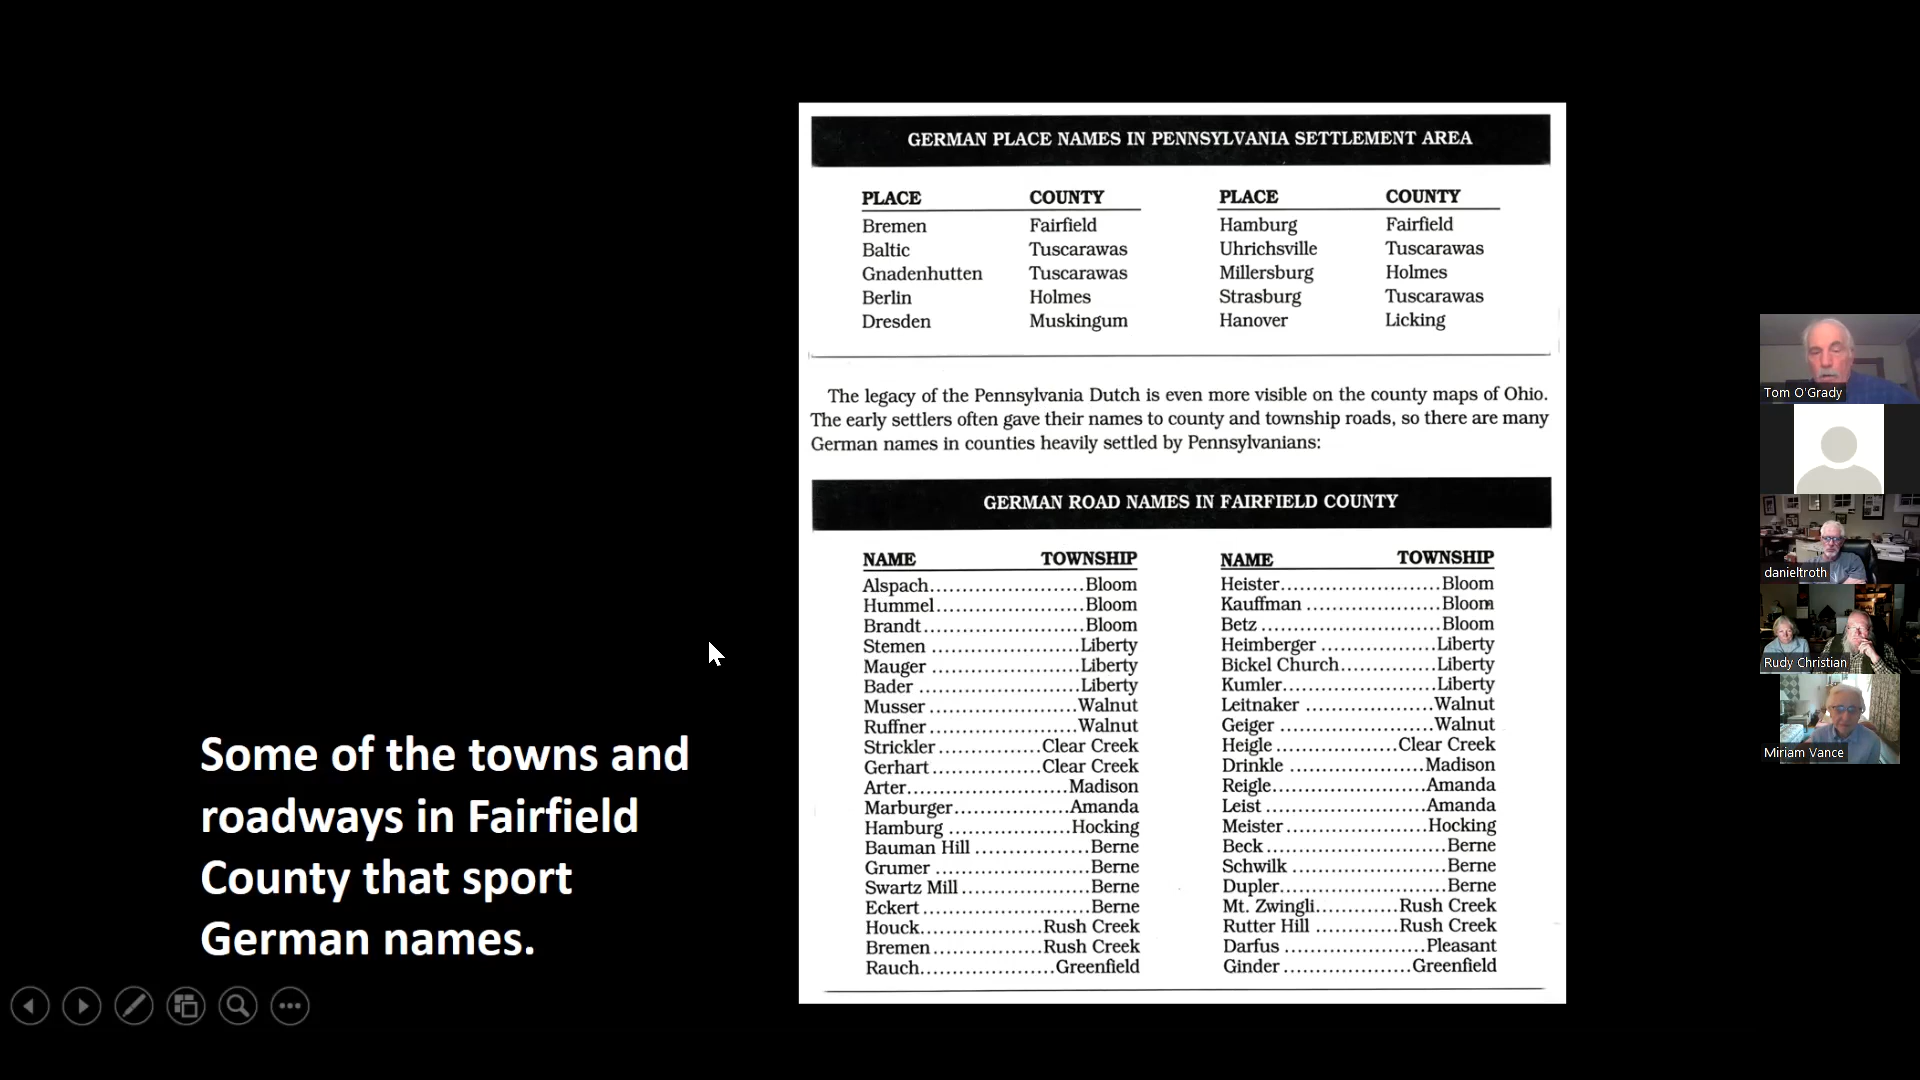 GERMAN PLACE NAMES IN PENNSYLVANIA SETTLEMENT AREA
PLACE COUNTY PLACE COUNTY
Bremen Fairfield Hamburg Fairfield
Baltic Tuscarawas Uhrichsville Tuscarawas
Gnadenhutten Tuscarawas Millersburg Holmes
Berlin Holmes Strasburg Tuscarawas
Dresden Muskingum Hanover Licking
The legacy of the Pennsylvania Dutch is even more visible on the county maps of Ohio.
The early settlers often gave their names to county and township roads, so there are many
German names in counties heavily settled by Pennsylvanians:
GERMAN ROAD NAMES IN FAIRFIELD COUNTY
NAME TOWNSHIP NAME TOWNSHIP
Alspach Bloom Heister Bloom
Hummel Bloom Kauffman Bloom
Brandt Bloom Betz Bloom
Stemen Liberty Heimberger Liberty
Mauger Liberty Bickel Church Liberty
Bader Liberty Kumler Liberty
Musser Walnut Leitnaker Walnut
Ruffner Walnut Geiger Walnut
Strickler Clear Creek Heigle Clear Creek
Gerhart Clear Creek Drinkle Madison
Arter Madison Reigle Amanda
Marburger Amanda Leist Amanda
Hamburg Hocking Meister Hocking
Bauman Hill Berne Beck Berne
Grumer Berne Schwilk Berne
Swartz Mill Berne Dupler Berne
Eckert Berne Mt. Zwingli Rush Creek
Houck Rush Creek Rutter Hill Rush Creek
Bremen Rush Creek Darfus Pleasant
Rauch Greenfield Ginder Greenfield
Some of the towns and
roadways in Fairfield
County that sport
German names.
Tom O'Grady
danieltroth
Rudy Christian
Miriam Vance